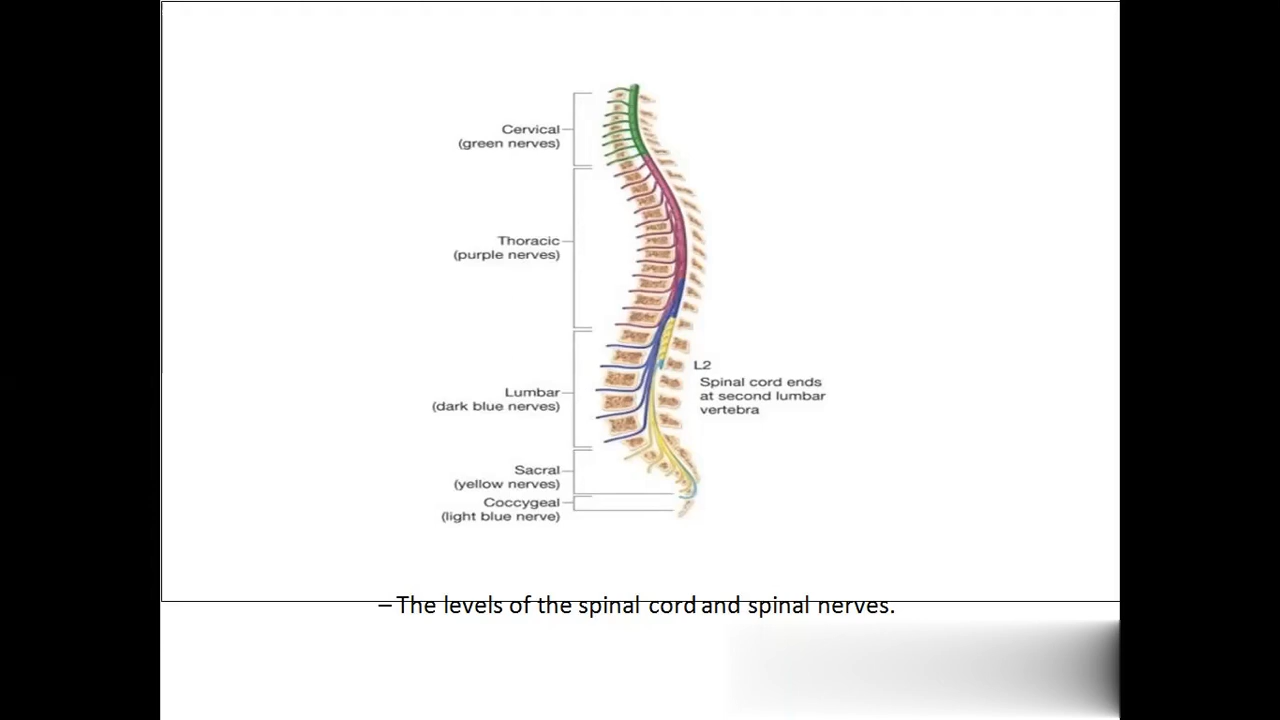 Cervical
(green nerves)
Thoracic
(purple nerves)
L2
Spinal cord ends
at second lumbar
vertebra
Lumbar
(dark blue nerves)
Sacral
(yellow nerves)
Coccygeal
(light blue nerve)
– The levels of the spinal cord and spinal nerves.